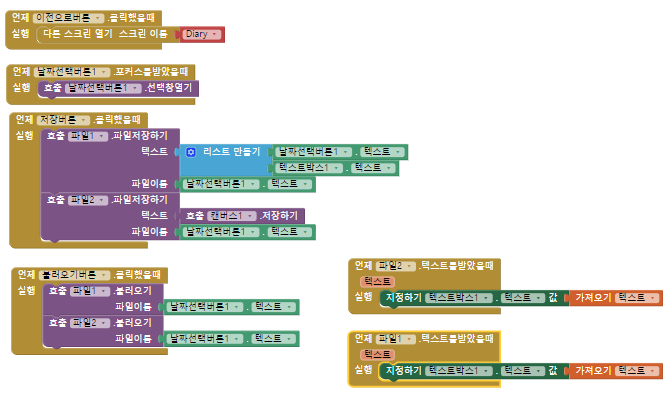 언제 이전으로버튼 .클릭했을때
실행 다른 스크린 열기 스크린 이름 Diary
언제 날짜선택버튼1 .포커스를받았을때
실행 호출 날짜선택버튼1 .선택창열기
언제 저장버튼 .클릭했을때
실행 호출 파일1 .파일저장하기
텍스트 리스트 만들기 날짜선택버튼1 . 텍스트
텍스트박스1 . 텍스트
파일이름 날짜선택버튼1 . 텍스트
호출 파일2 .파일저장하기
텍스트 호출 캔버스1 .저장하기
파일이름 날짜선택버튼1 . 텍스트
언제 불러오기버튼 .클릭했을때
실행 호출 파일1 .불러오기
파일이름 날짜선택버튼1 . 텍스트
호출 파일2 .불러오기
파일이름 날짜선택버튼1 . 텍스트
언제 파일2 .텍스트를받았을때
텍스트
실행 지정하기 텍스트박스1 . 텍스트 값 가져오기 텍스트
언제 파일1 .텍스트를받았을때
텍스트
실행 지정하기 텍스트박스1 . 텍스트 값 가져오기 텍스트